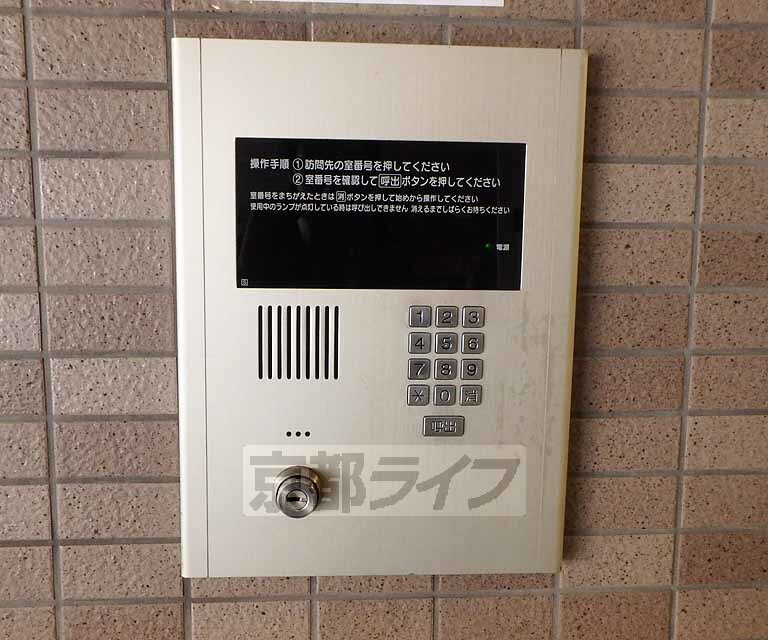 操作手順 ①訪問先の室番号を押してください
②室番号を確認して呼出ボタンを押してください
室番号をまちがえたときは消ボタンを押して始めから操作してください
使用中のランプが点灯している時は呼び出しできません 消えるまでしばらくお待ちください
電源
1 2 3
4 5 6
7 8 9
* 0 消
呼出
京都ライフ